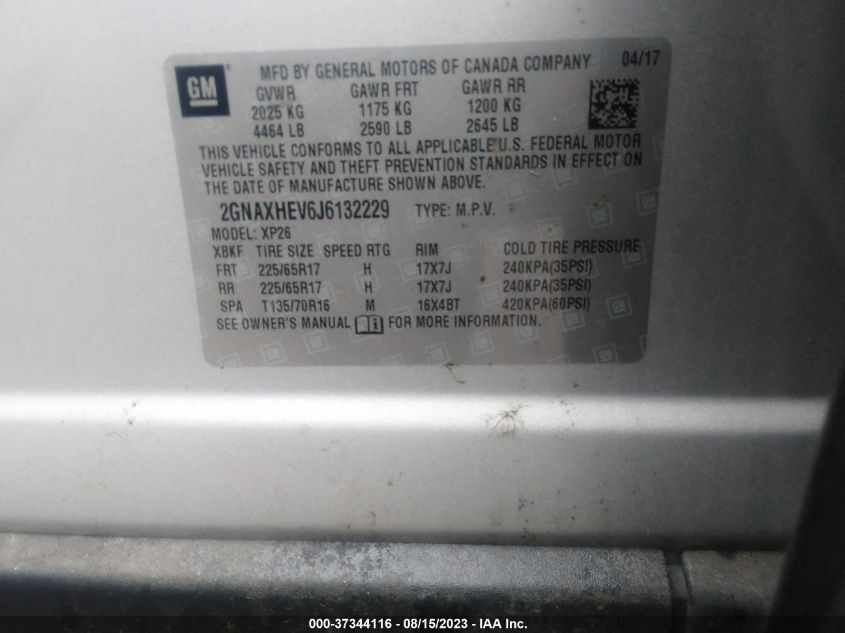 GM
MFD BY GENERAL MOTORS OF CANADA COMPANY 04/17
GVWR GAWR FRT GAWR RR
2025 KG 1175 KG 1200 KG
4464 LB 2590 LB 2645 LB
THIS VEHICLE CONFORMS TO ALL APPLICABLE U.S. FEDERAL MOTOR
VEHICLE SAFETY AND THEFT PREVENTION STANDARDS IN EFFECT ON
THE DATE OF MANUFACTURE SHOWN ABOVE.
2GNAXHEV6J6132229 TYPE: M.P.V.
MODEL: XP26
XBKF TIRE SIZE SPEED RTG RIM COLD TIRE PRESSURE
FRT 225/65R17 H 17X7J 240KPA(35PSI)
RR 225/65R17 H 17X7J 240KPA(35PSI)
SPA T135/70R16 M 16X4BT 420KPA(60PSI)
SEE OWNER'S MANUAL FOR MORE INFORMATION.
000-37344116 - 08/15/2023 - IAA Inc.